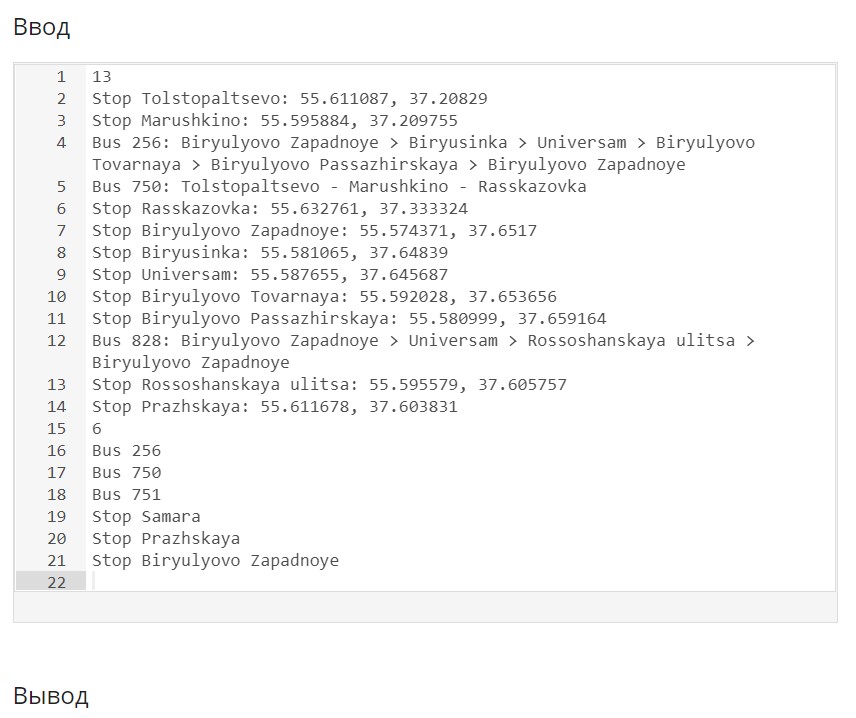 Ввод
1 13
2 Stop Tolstopaltsevo: 55.611087, 37.20829
3 Stop Marushkino: 55.595884, 37.209755
4 Bus 256: Biryulyovo Zapadnoye > Biryusinka > Universam > Biryulyovo
Tovarnaya > Biryulyovo Passazhirskaya > Biryulyovo Zapadnoye
5 Bus 750: Tolstopaltsevo - Marushkino - Rasskazovka
6 Stop Rasskazovka: 55.632761, 37.333324
7 Stop Biryulyovo Zapadnoye: 55.574371, 37.6517
8 Stop Biryusinka: 55.581065, 37.64839
9 Stop Universam: 55.587655, 37.645687
10 Stop Biryulyovo Tovarnaya: 55.592028, 37.653656
11 Stop Biryulyovo Passazhirskaya: 55.580999, 37.659164
12 Bus 828: Biryulyovo Zapadnoye > Universam > Rossoshanskaya ulitsa >
Biryulyovo Zapadnoye
13 Stop Rossoshanskaya ulitsa: 55.595579, 37.605757
14 Stop Prazhskaya: 55.611678, 37.603831
15 6
16 Bus 256
17 Bus 750
18 Bus 751
19 Stop Samara
20 Stop Prazhskaya
21 Stop Biryulyovo Zapadnoye
22
Вывод